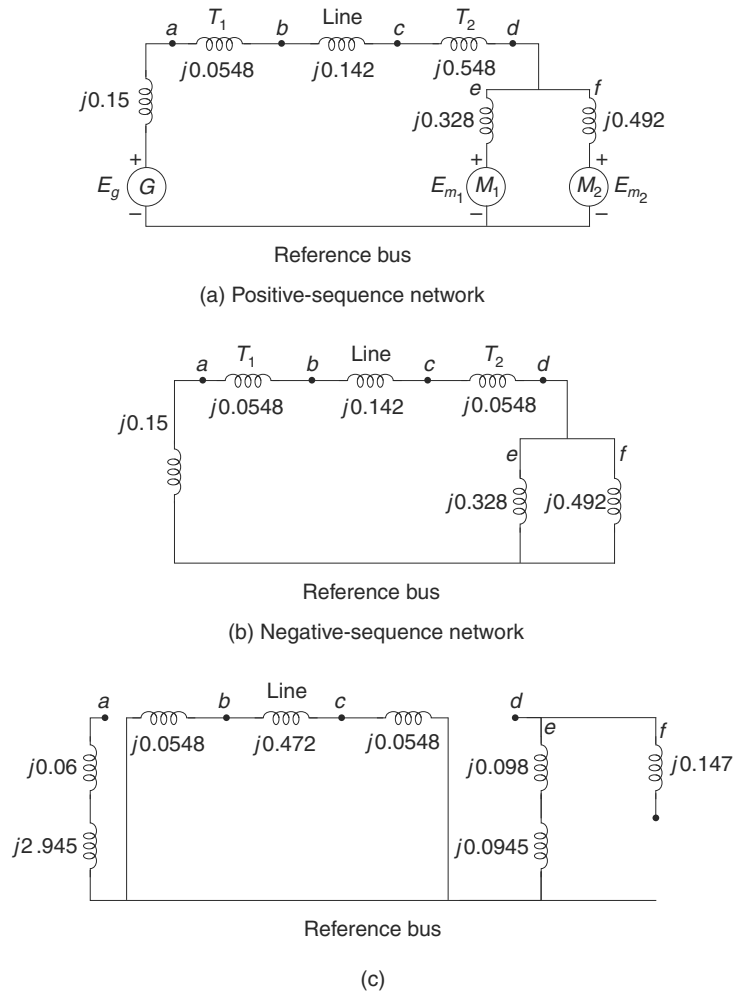 a T1 b Line c T2 d
j0.0548 j0.142 j0.548
j0.15 e f
j0.328 j0.492
+ + +
Eg G Em1 M1 M2 Em2
– – –
Reference bus
(a) Positive-sequence network
a T1 b Line c T2 d
j0.0548 j0.142 j0.0548
j0.15
e f
j0.328 j0.492
Reference bus
(b) Negative-sequence network
a b Line c d
e f
j0.0548 j0.472 j0.0548
j0.06 j0.098 j0.147
j2.945 j0.0945
Reference bus
(c)